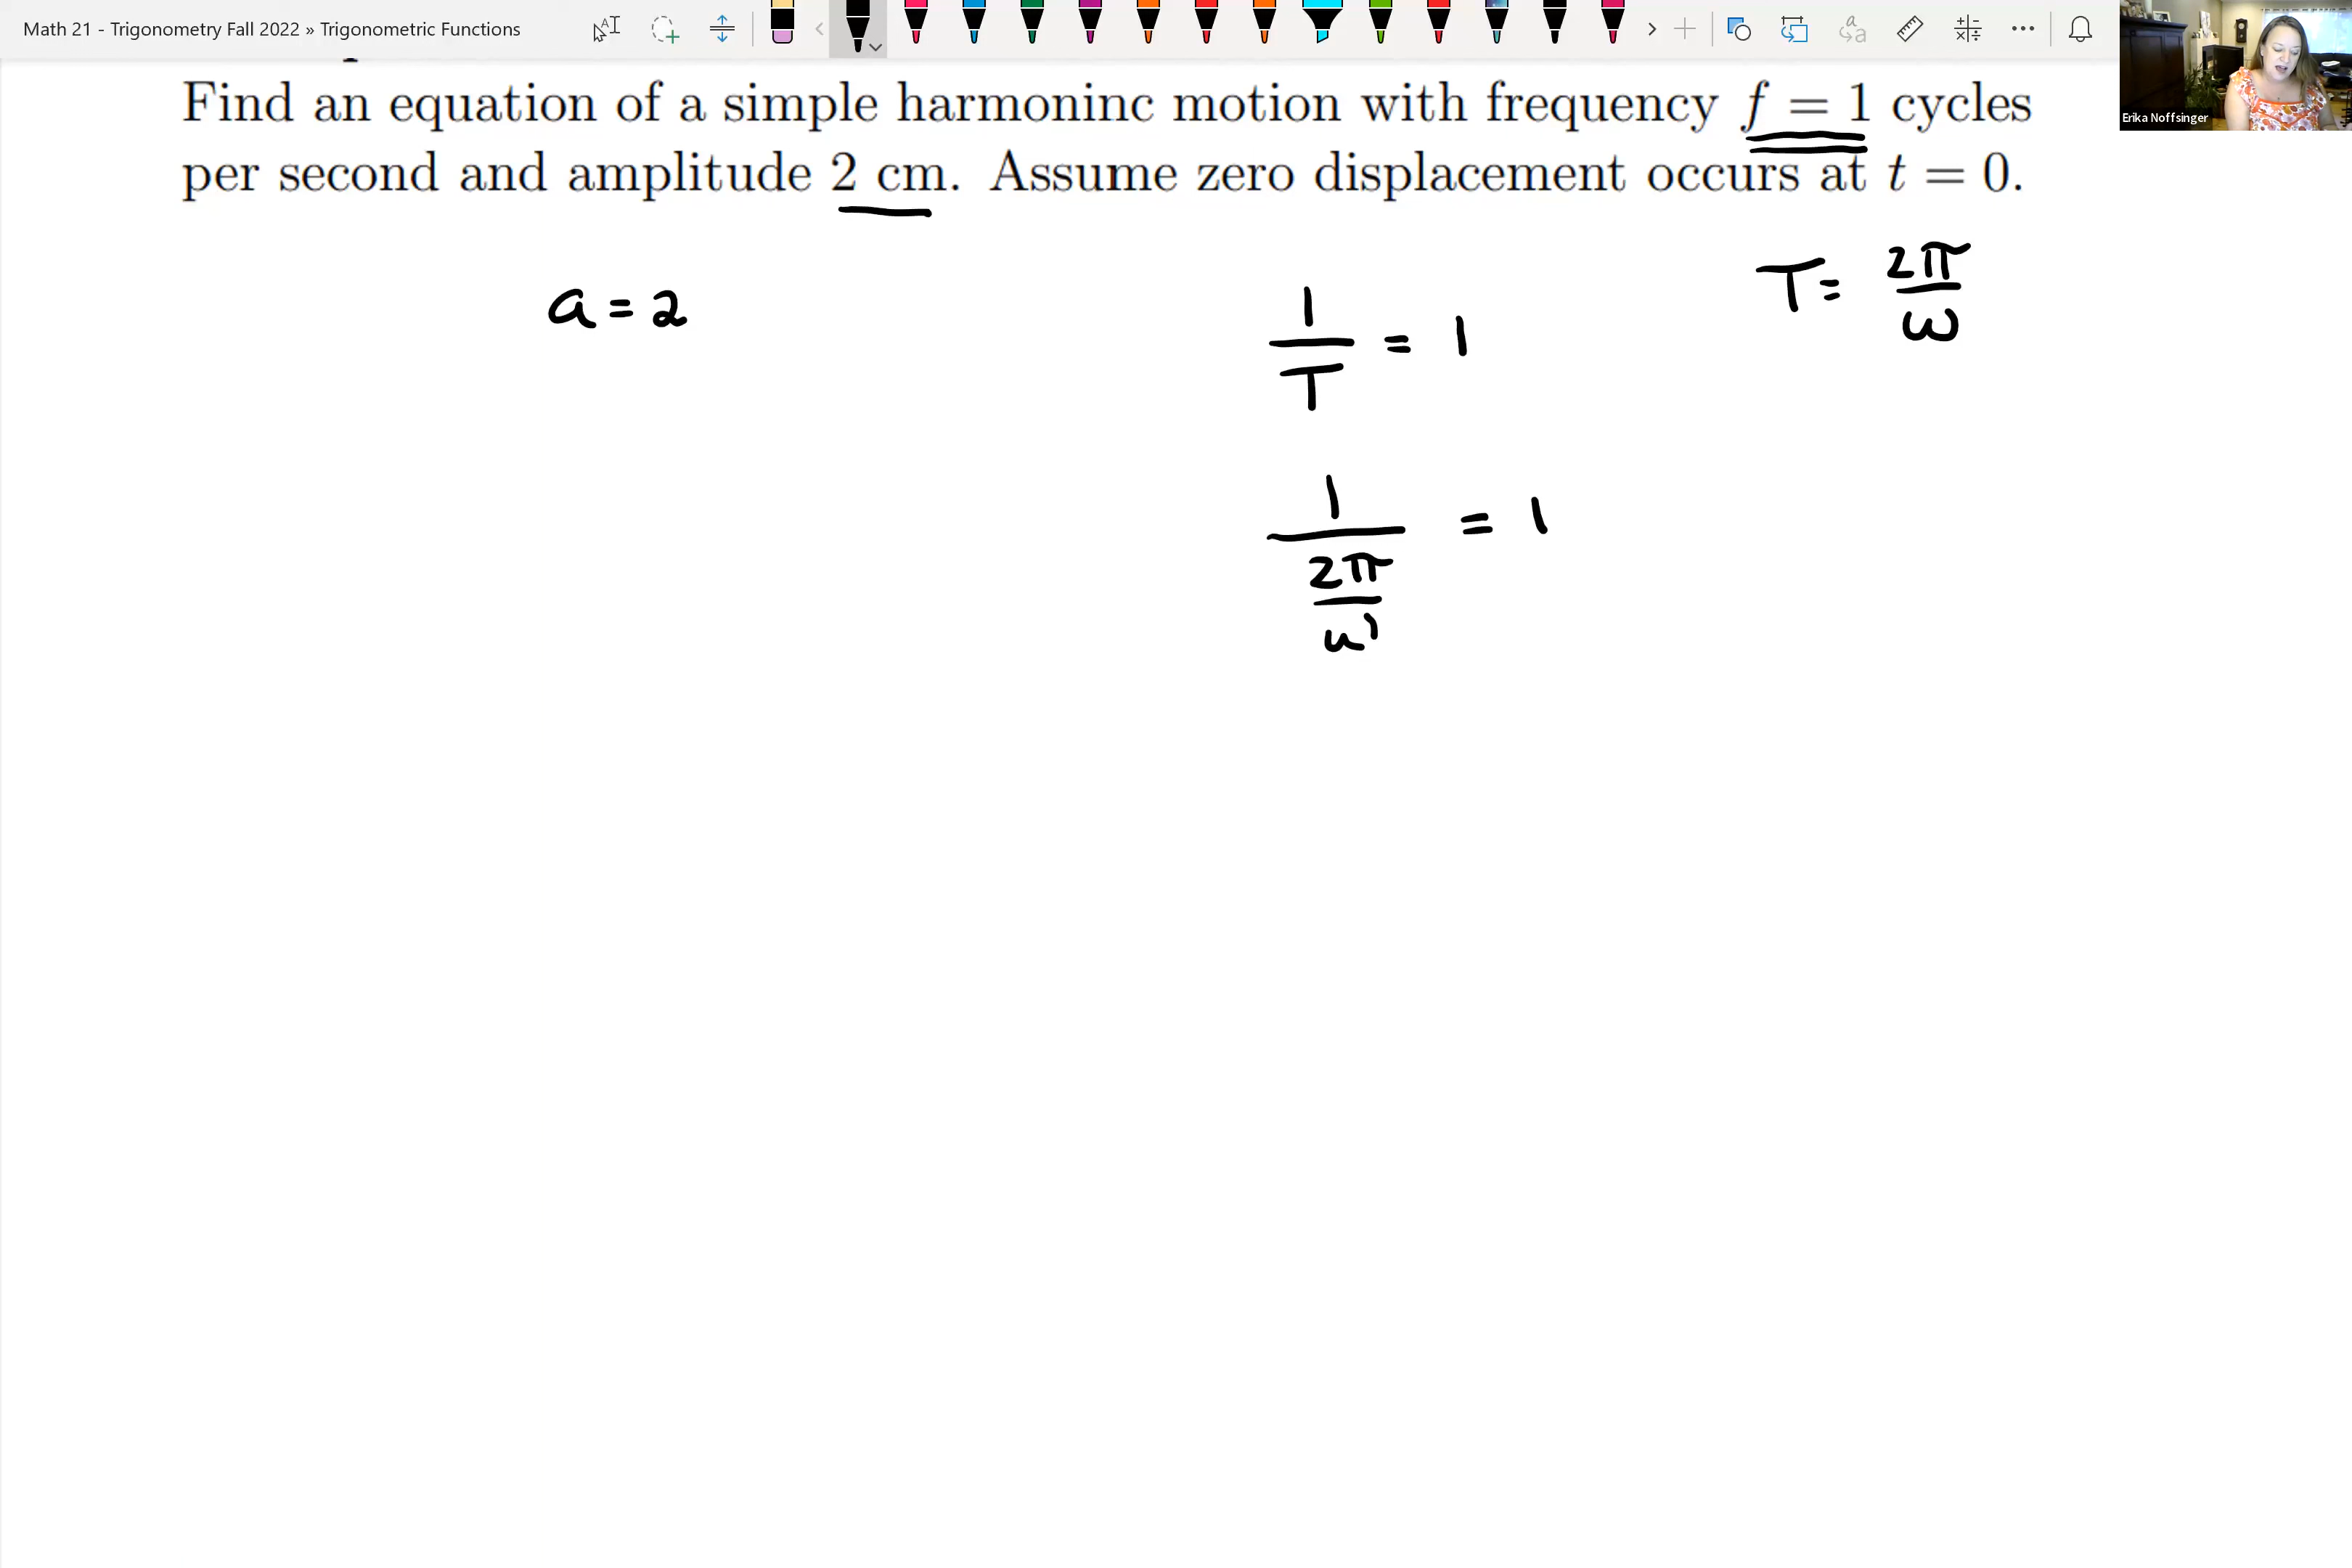 Math 21 - Trigonometry Fall 2022 » Trigonometric Functions
Find an equation of a simple harmoninc motion with frequency f = 1 cycles
per second and amplitude 2 cm. Assume zero displacement occurs at t = 0.
Erika Noffsinger
a = 2
1/T = 1
T = 2π/ω
1/(2π/ω) = 1